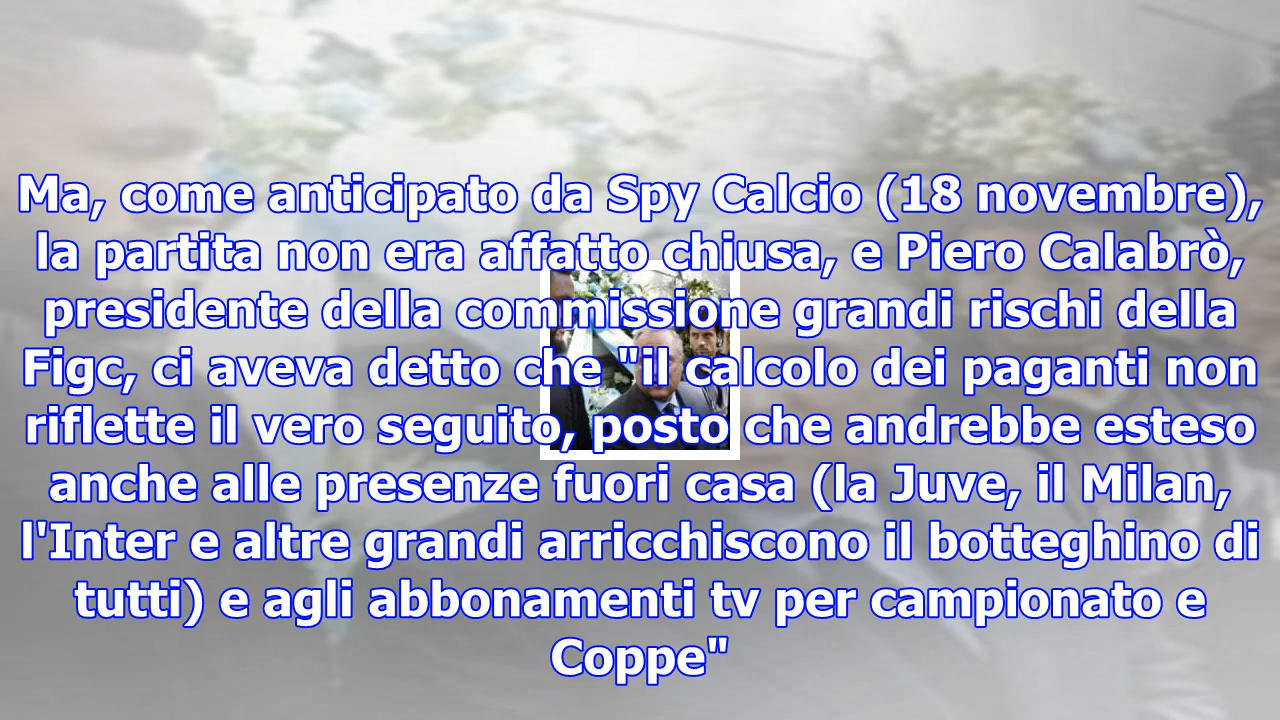 Ma, come anticipato da Spy Calcio (18 novembre),
la partita non era affatto chiusa, e Piero Calabrò,
presidente della commissione grandi rischi della
Figc, ci aveva detto che "il calcolo dei paganti non
riflette il vero seguito, posto che andrebbe esteso
anche alle presenze fuori casa (la Juve, il Milan,
l'Inter e altre grandi arricchiscono il botteghino di
tutti) e agli abbonamenti tv per campionato e
Coppe"